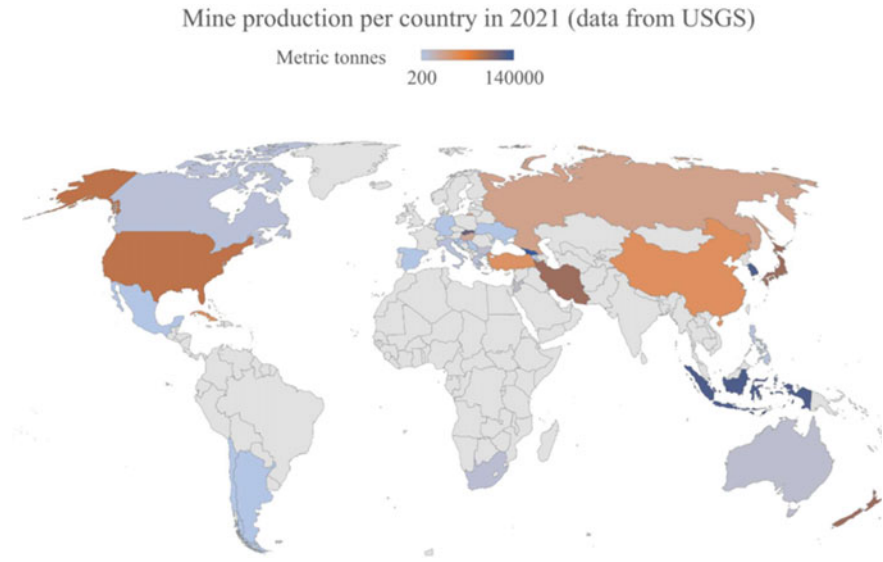 Mine production per country in 2021 (data from USGS)
Metric tonnes
200 140000